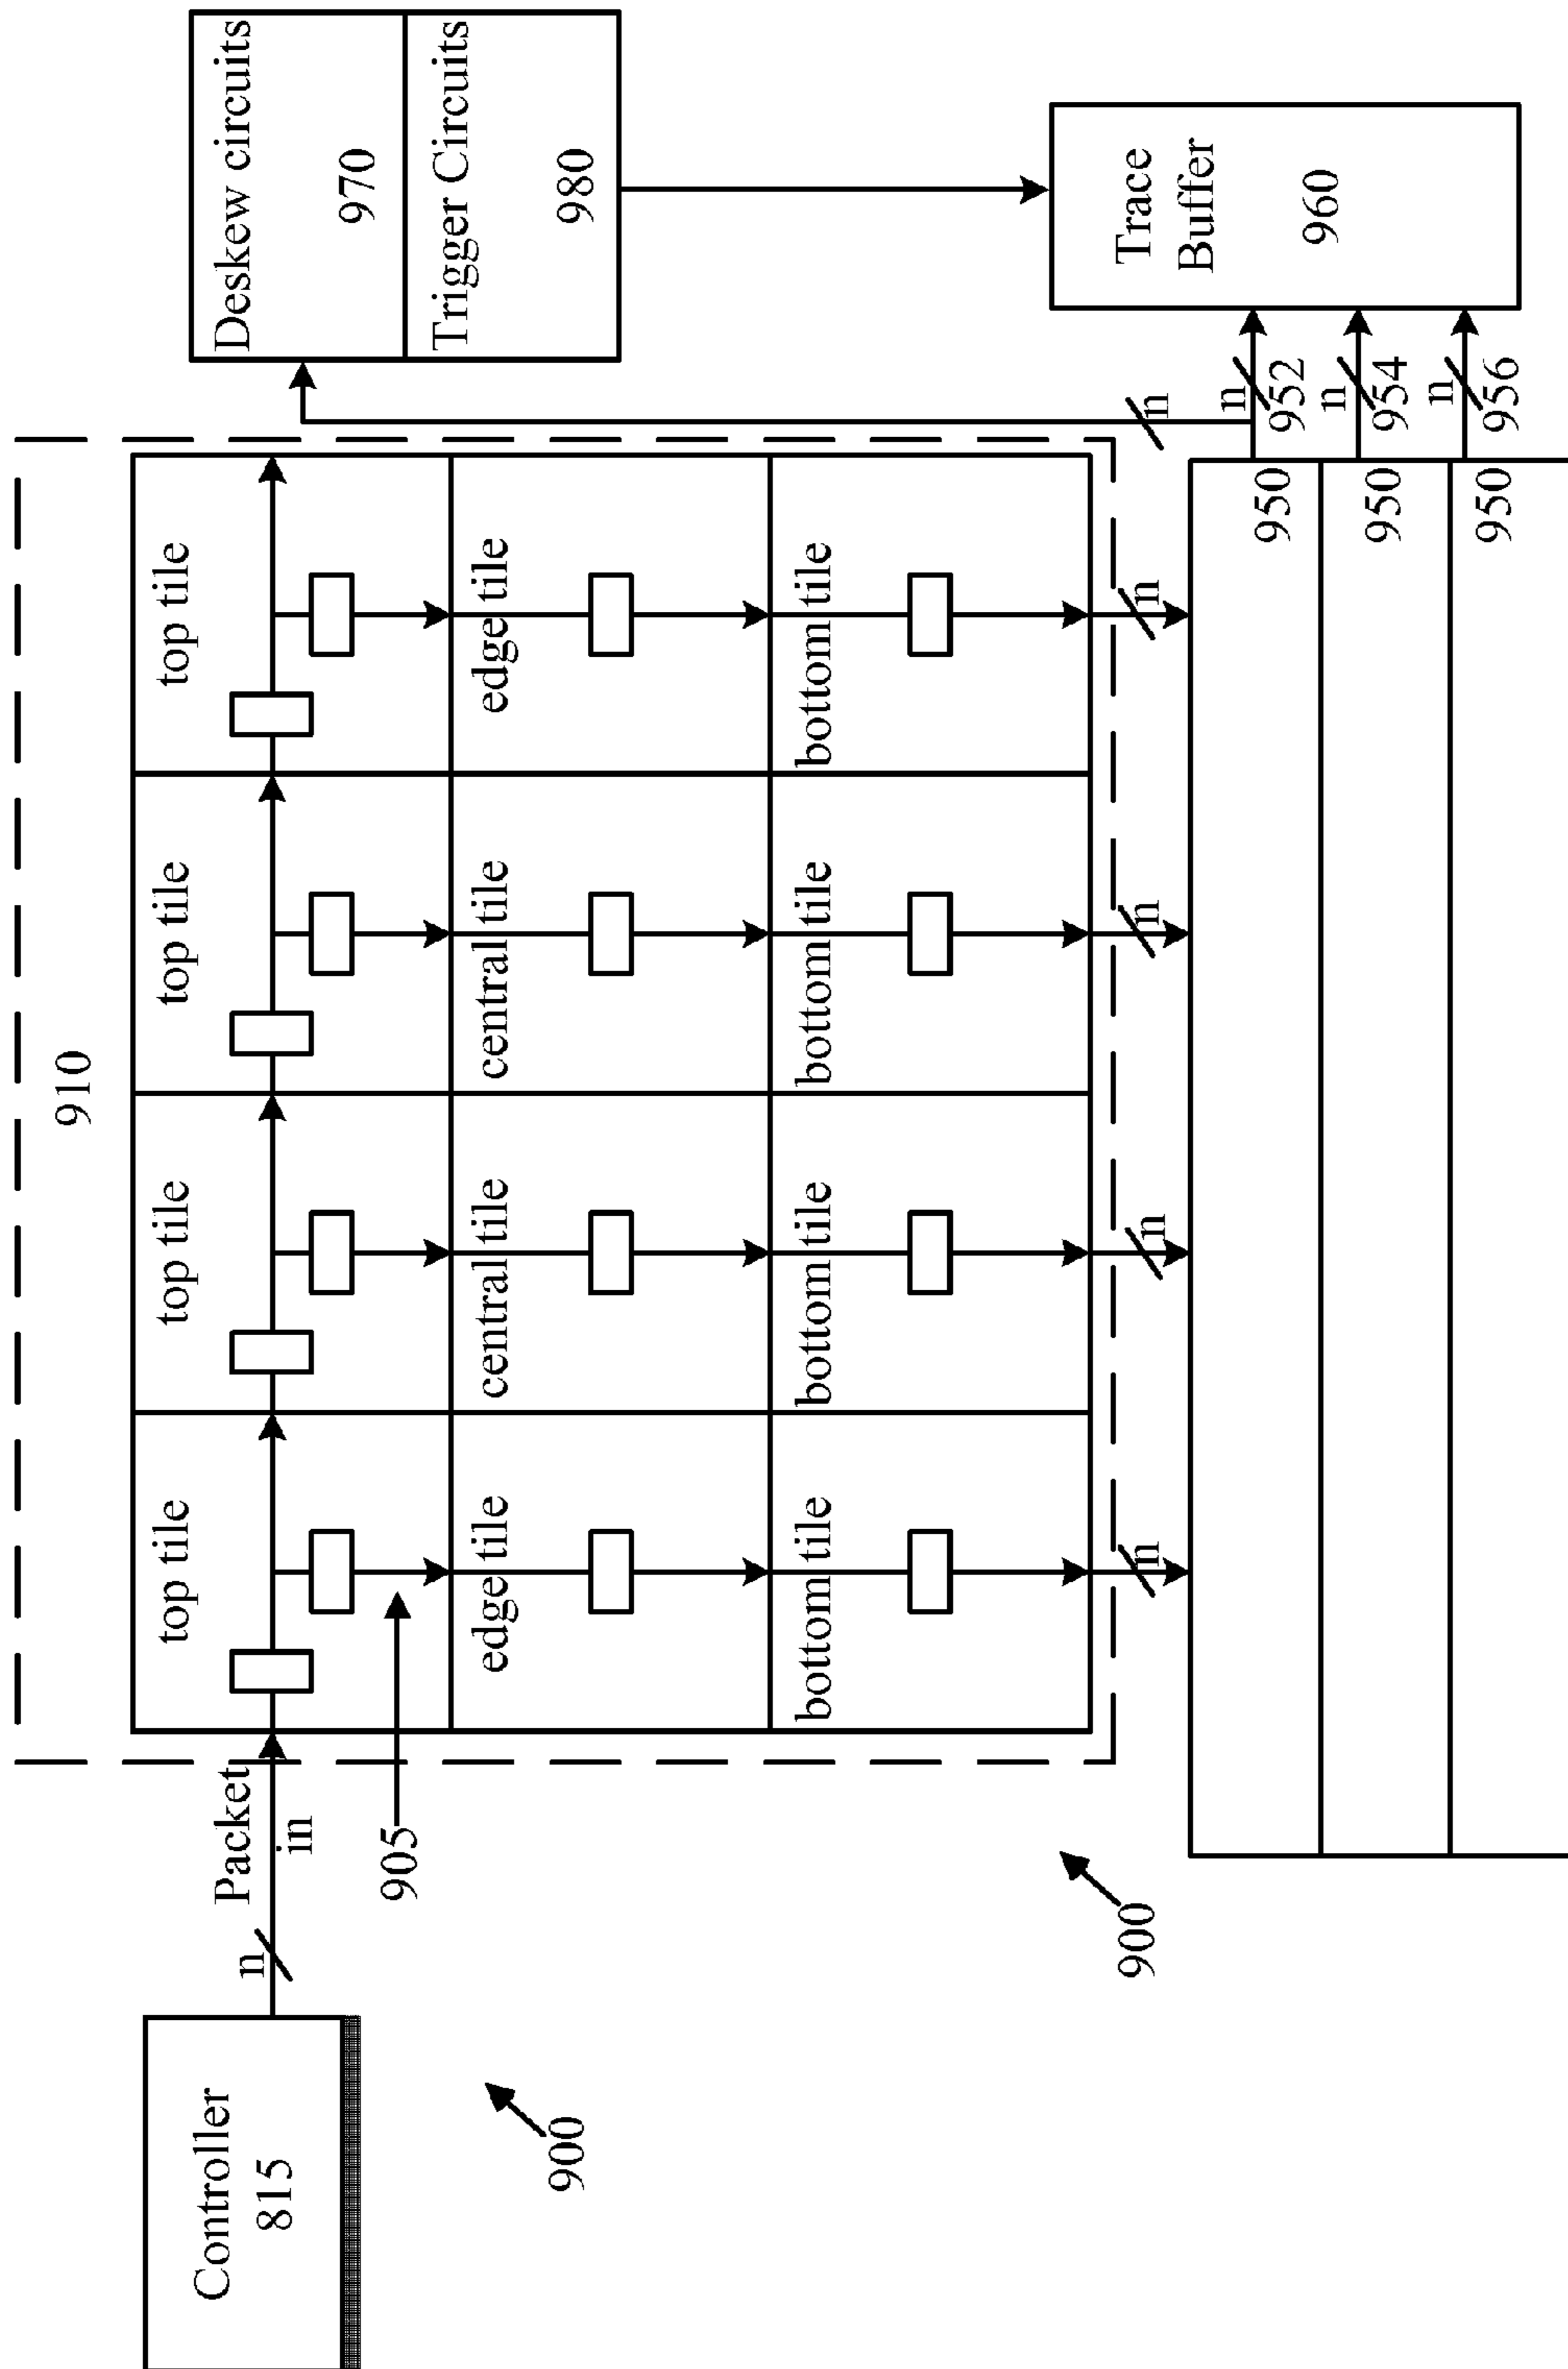 910
Controller
815
n
Packet
in
905
900
900
top tile
top tile
top tile
top tile
edge tile
central tile
central tile
edge tile
bottom tile
bottom tile
bottom tile
bottom tile
n
n
n
n
950
950
950
n
n
952
n
954
n
956
Deskew circuits
970
Trigger Circuits
980
Trace
Buffer
960